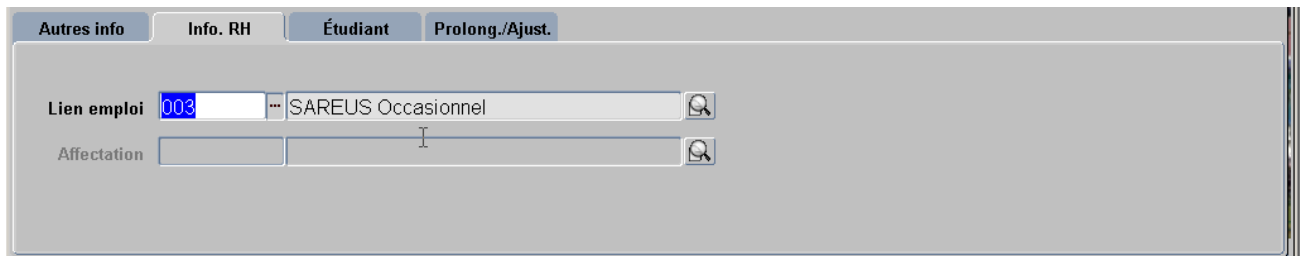 Autres info Info. RH Étudiant Prolong./Ajust.
Lien emploi 003 ... SAREUS Occasionnel
Affectation